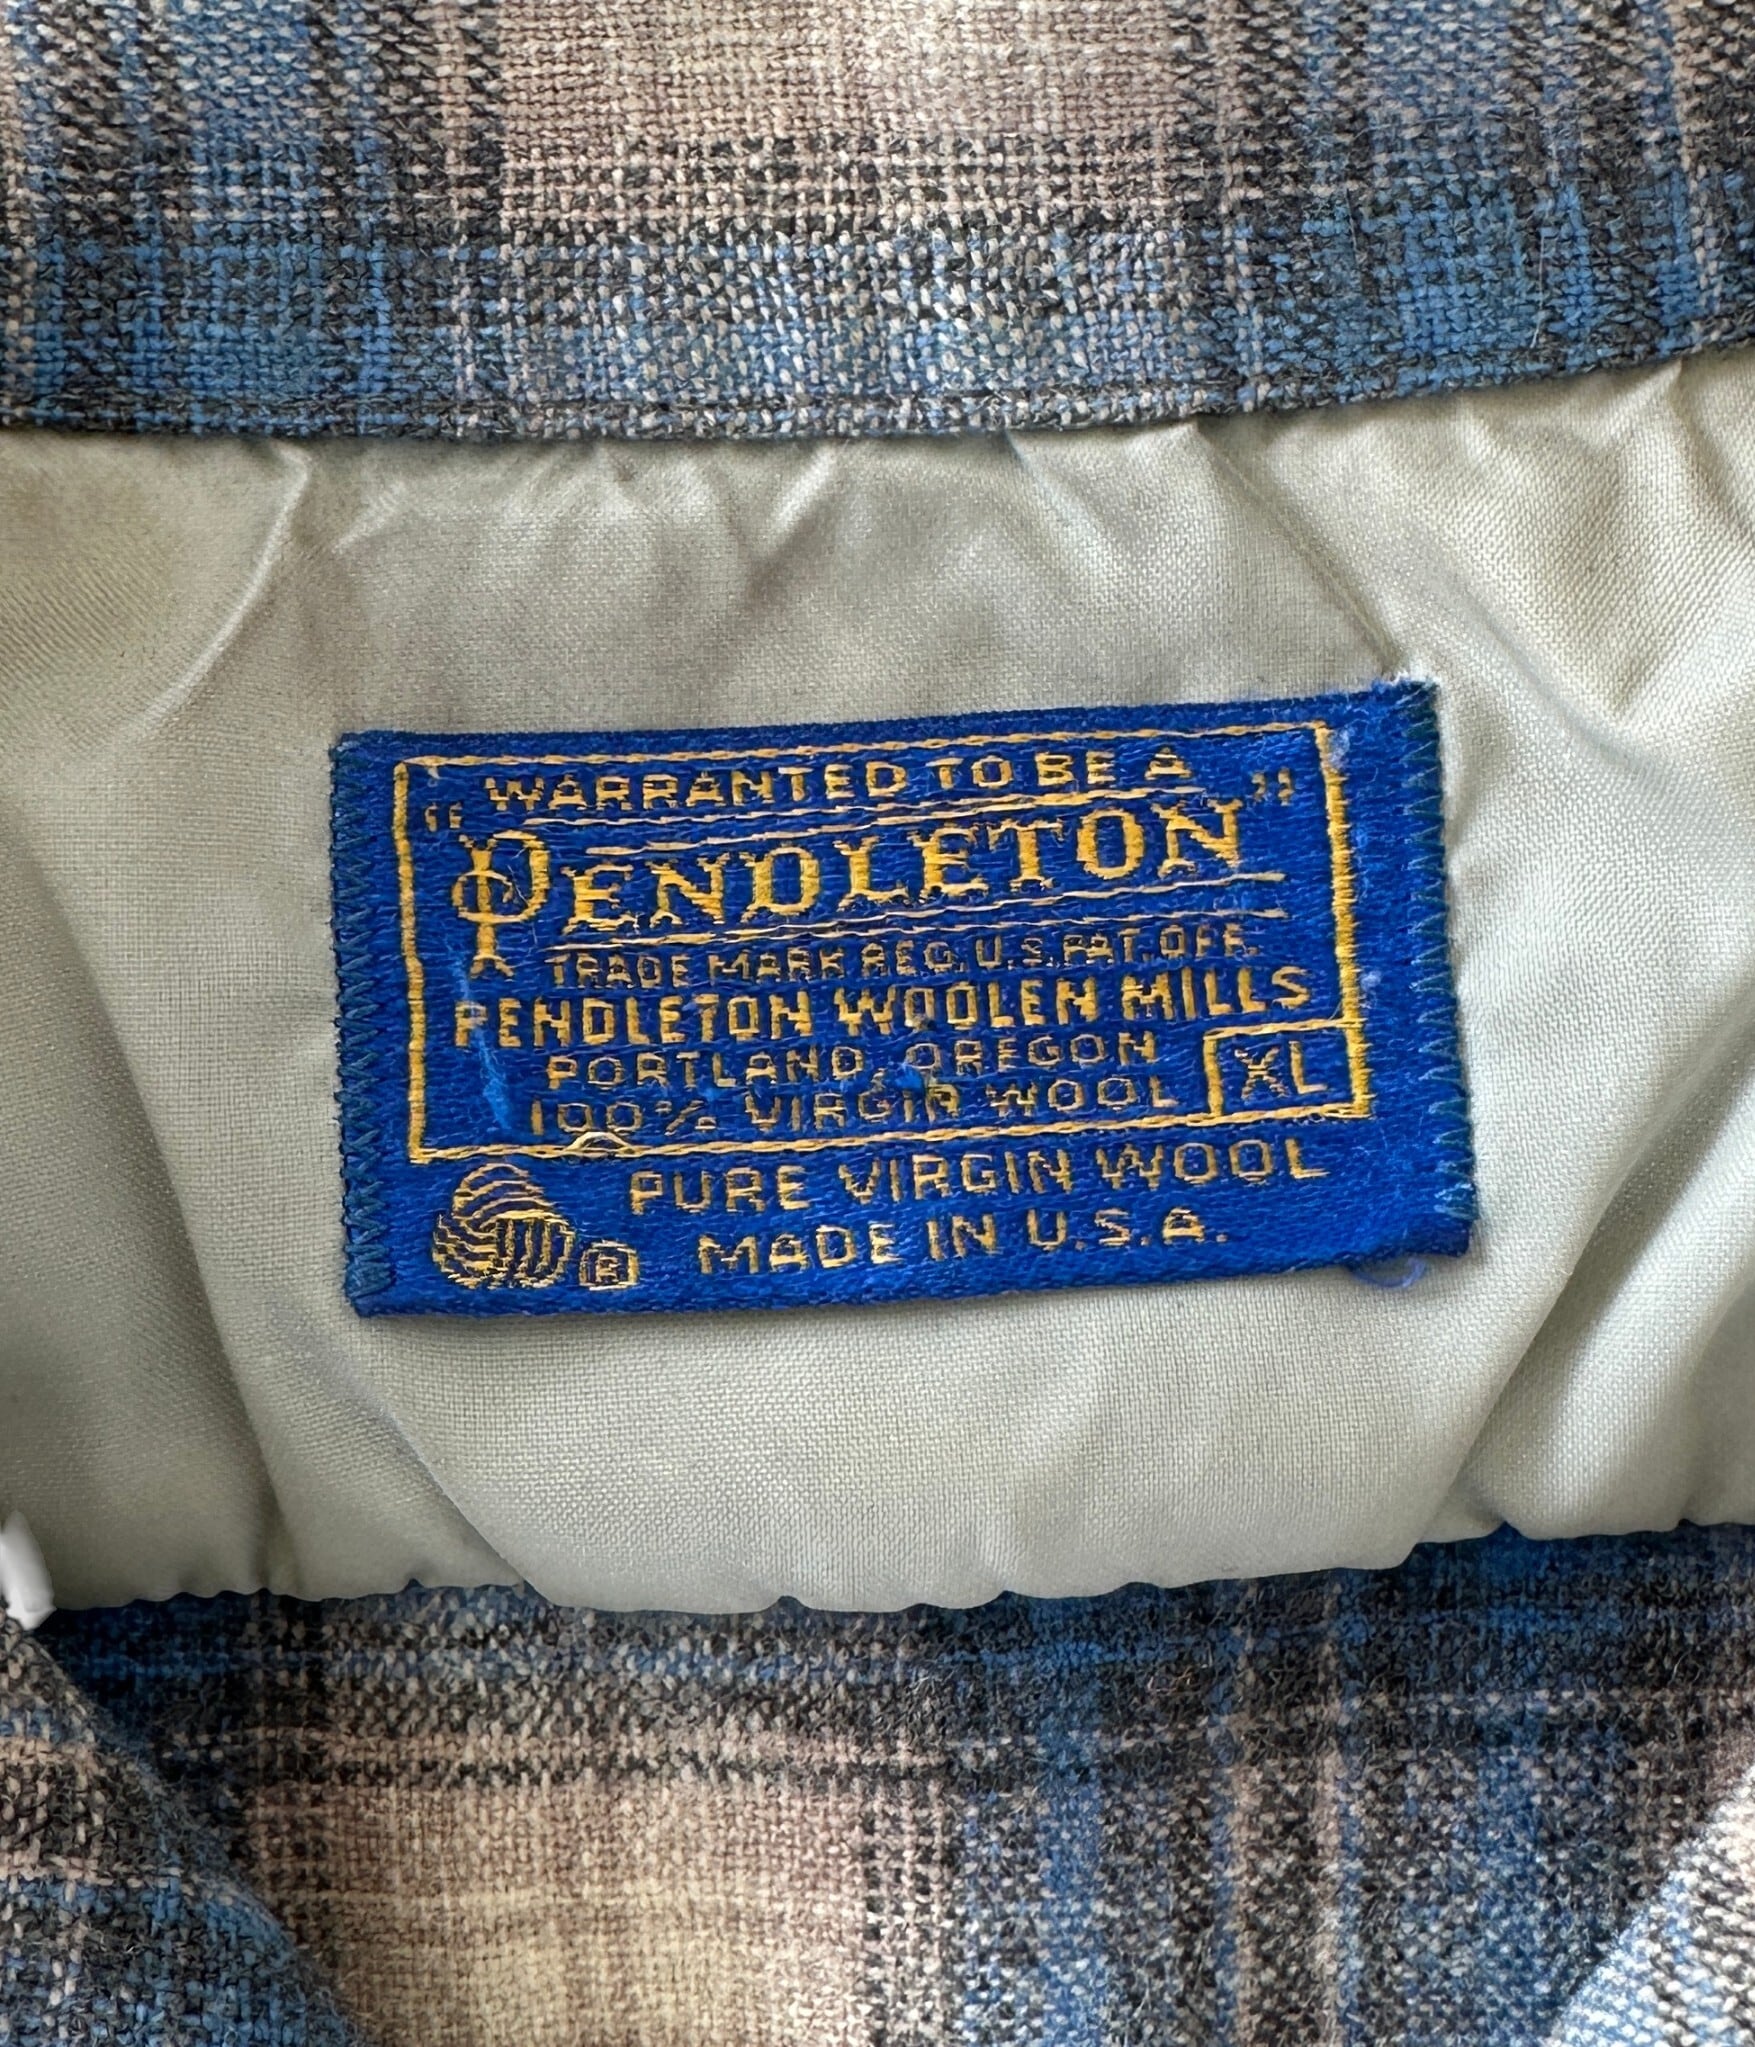 WARRANTED TO BE A
"PENDLETON"
TRADE MARK REG. U.S. PAT. OFF.
PENDLETON WOOLEN MILLS
PORTLAND, OREGON
100% VIRGIN WOOL XL
PURE VIRGIN WOOL
® MADE IN U.S.A.